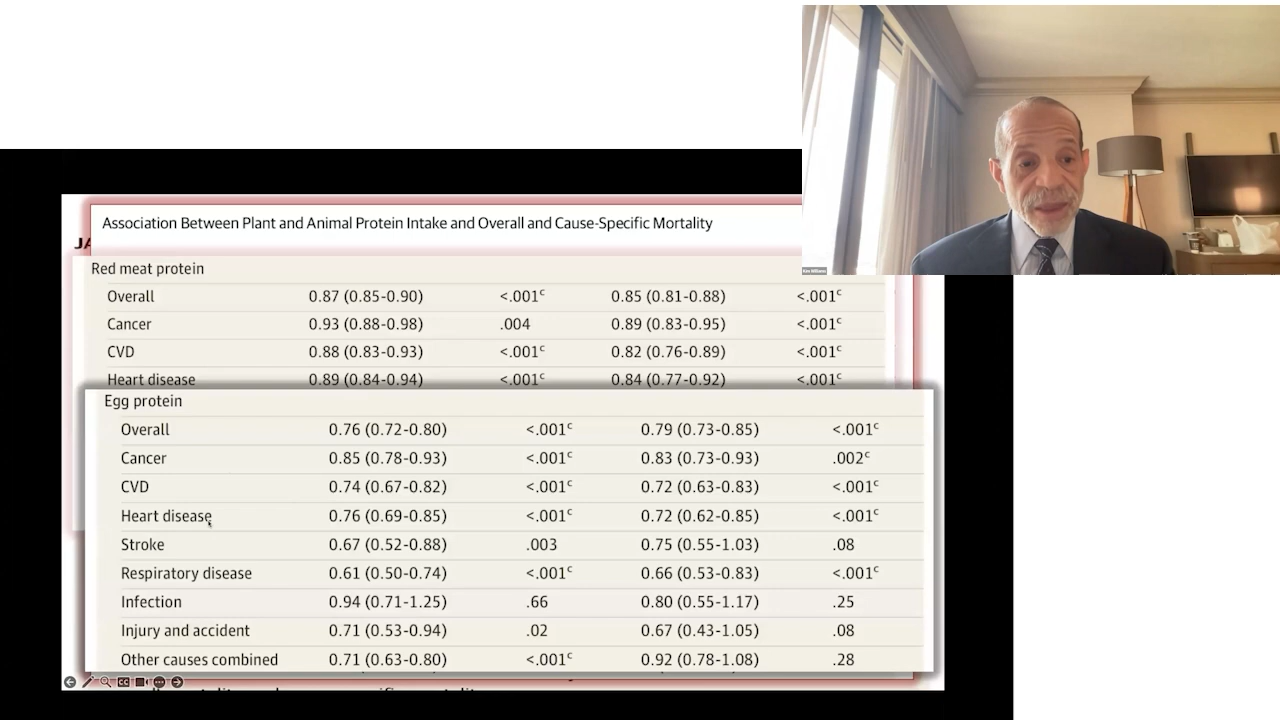 Association Between Plant and Animal Protein Intake and Overall and Cause-Specific Mortality
JA
Red meat protein
Overall 0.87 (0.85-0.90) <.001c 0.85 (0.81-0.88) <.001c
Cancer 0.93 (0.88-0.98) .004 0.89 (0.83-0.95) <.001c
CVD 0.88 (0.83-0.93) <.001c 0.82 (0.76-0.89) <.001c
Heart disease 0.89 (0.84-0.94) <.001c 0.84 (0.77-0.92) <.001c
Egg protein
Overall 0.76 (0.72-0.80) <.001c 0.79 (0.73-0.85) <.001c
Cancer 0.85 (0.78-0.93) <.001c 0.83 (0.73-0.93) .002c
CVD 0.74 (0.67-0.82) <.001c 0.72 (0.63-0.83) <.001c
Heart disease 0.76 (0.69-0.85) <.001c 0.72 (0.62-0.85) <.001c
Stroke 0.67 (0.52-0.88) .003 0.75 (0.55-1.03) .08
Respiratory disease 0.61 (0.50-0.74) <.001c 0.66 (0.53-0.83) <.001c
Infection 0.94 (0.71-1.25) .66 0.80 (0.55-1.17) .25
Injury and accident 0.71 (0.53-0.94) .02 0.67 (0.43-1.05) .08
Other causes combined 0.71 (0.63-0.80) <.001c 0.92 (0.78-1.08) .28